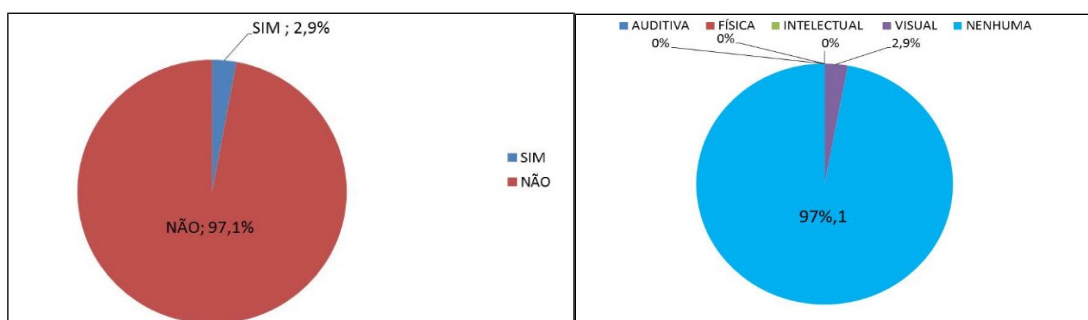 SIM ; 2,9%
NÃO; 97,1%
SIM
NÃO
AUDITIVA FÍSICA INTELECTUAL VISUAL NENHUMA
0% 0% 0% 2,9%
97%,1